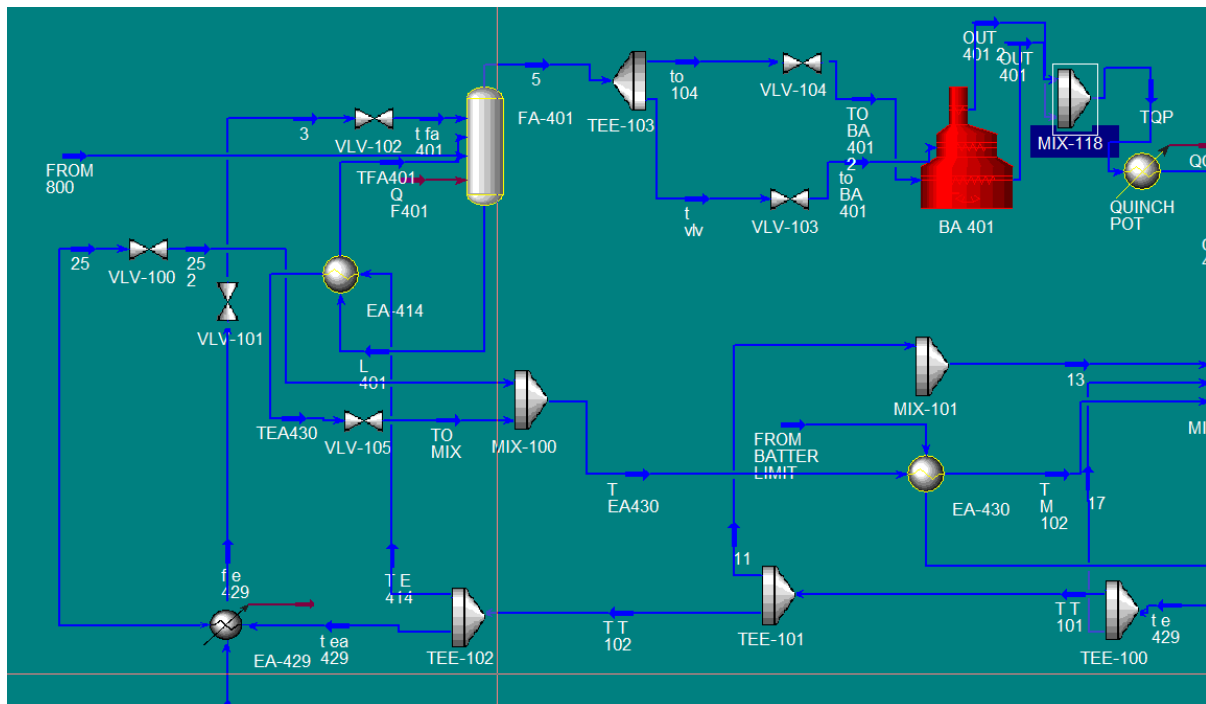 5
OUT
401 2
OUT
401
to
104
VLV-104
FA-401
TEE-103
3
VLV-102
t fa
401
TO
BA
401
2
to
BA
401
TQP
MIX-118
FROM
800
TFA401
Q
F401
t
vlv
VLV-103
BA 401
QUINCH
POT
25
VLV-100
25
2
EA-414
VLV-101
L
401
TEA430
VLV-105
TO
MIX
MIX-100
MIX-101
13
FROM
BATTER
LIMIT
T
EA430
EA-430
T
M
102
17
11
f e
429
T E
414
t ea
429
EA-429
TEE-102
T T
102
TEE-101
T T
101
t e
429
TEE-100